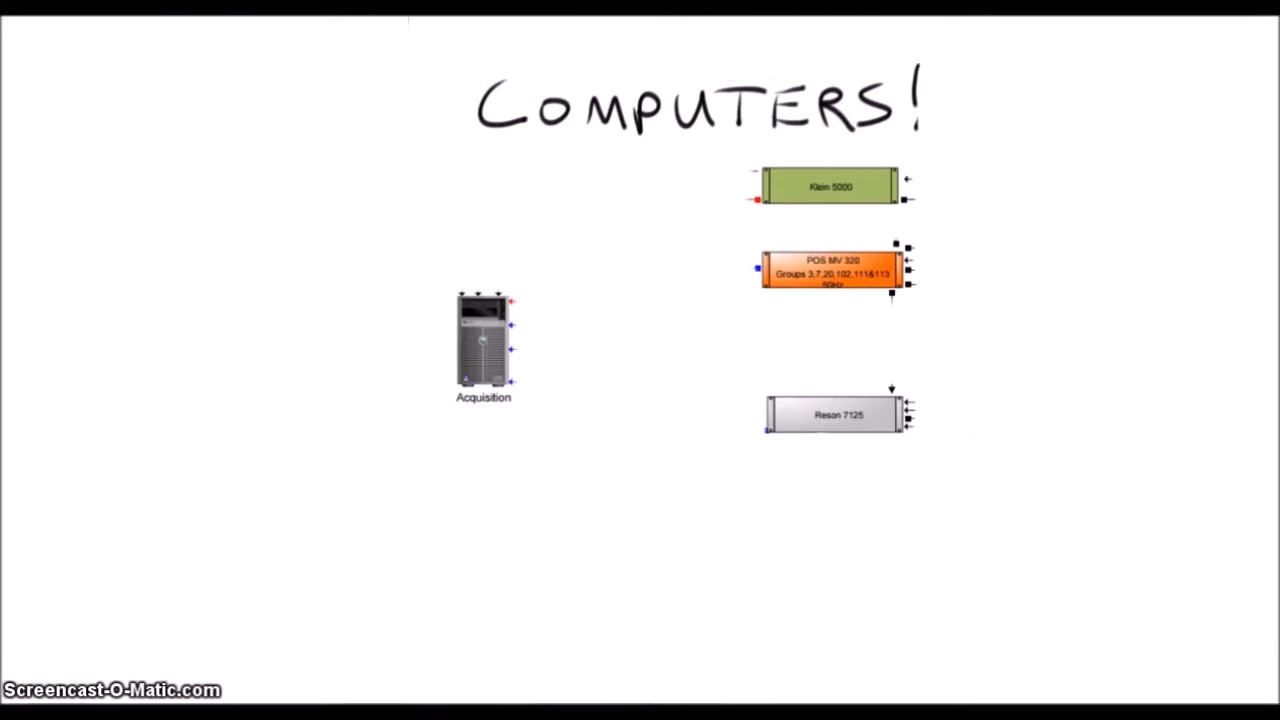 COMPUTERS!
Klein 5000
POS MV 320
Groups 3,7,20,102,111&113
50Hz
Acquisition
Reson 7125
Screencast-O-Matic.com